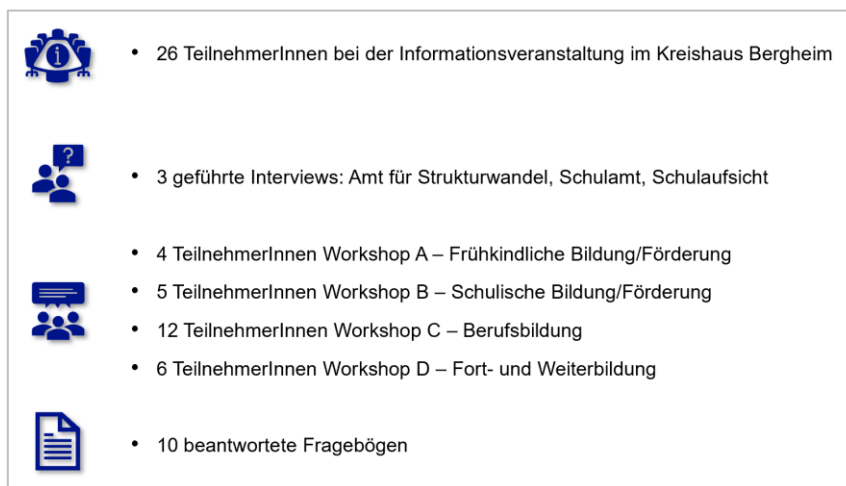 • 26 TeilnehmerInnen bei der Informationsveranstaltung im Kreishaus Bergheim
• 3 geführte Interviews: Amt für Strukturwandel, Schulamt, Schulaufsicht
• 4 TeilnehmerInnen Workshop A – Frühkindliche Bildung/Förderung
• 5 TeilnehmerInnen Workshop B – Schulische Bildung/Förderung
• 12 TeilnehmerInnen Workshop C – Berufsbildung
• 6 TeilnehmerInnen Workshop D – Fort- und Weiterbildung
• 10 beantwortete Fragebögen